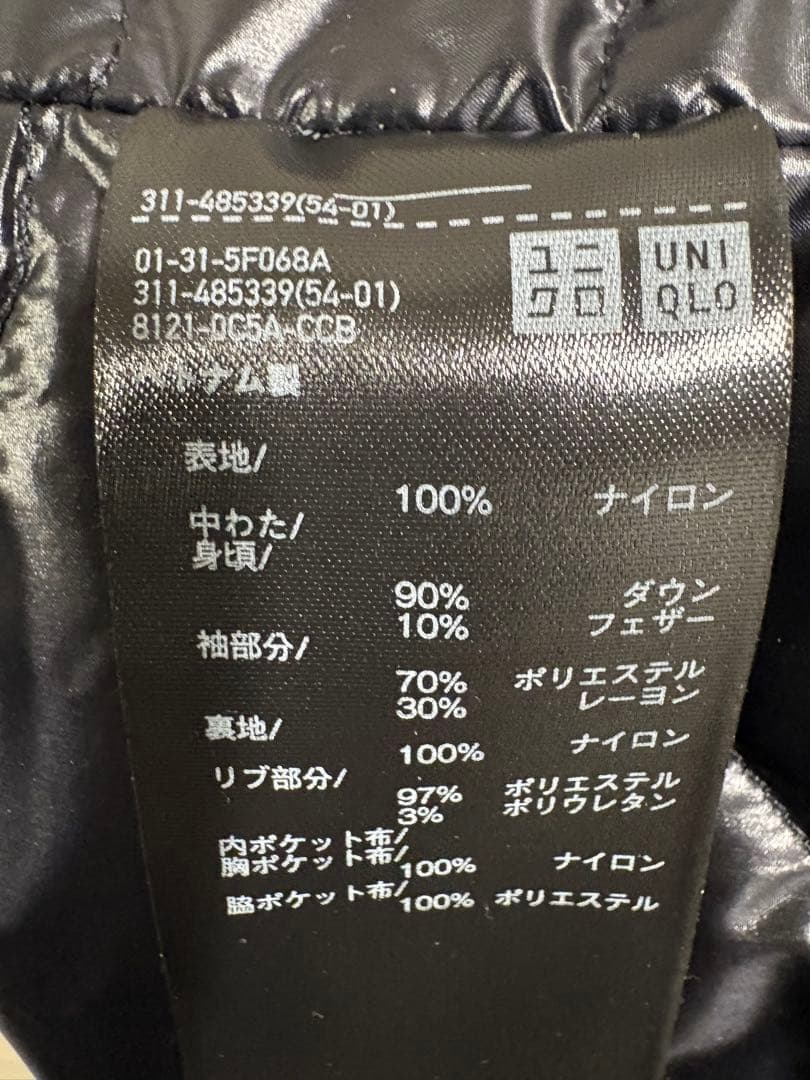 311-485339(54-01)
ユニ
クロ
UNI
QLO
01-31-5F068A
311-485339(54-01)
8121-0C5A-CCB
ベトナム製
表地/
100% ナイロン
中わた/
身頃/
90% ダウン
10% フェザー
袖部分/
70% ポリエステル
30% レーヨン
裏地/
100% ナイロン
リブ部分/
97% ポリエステル
3% ポリウレタン
内ポケット布/
胸ポケット布/
100% ナイロン
脇ポケット布/
100% ポリエステル